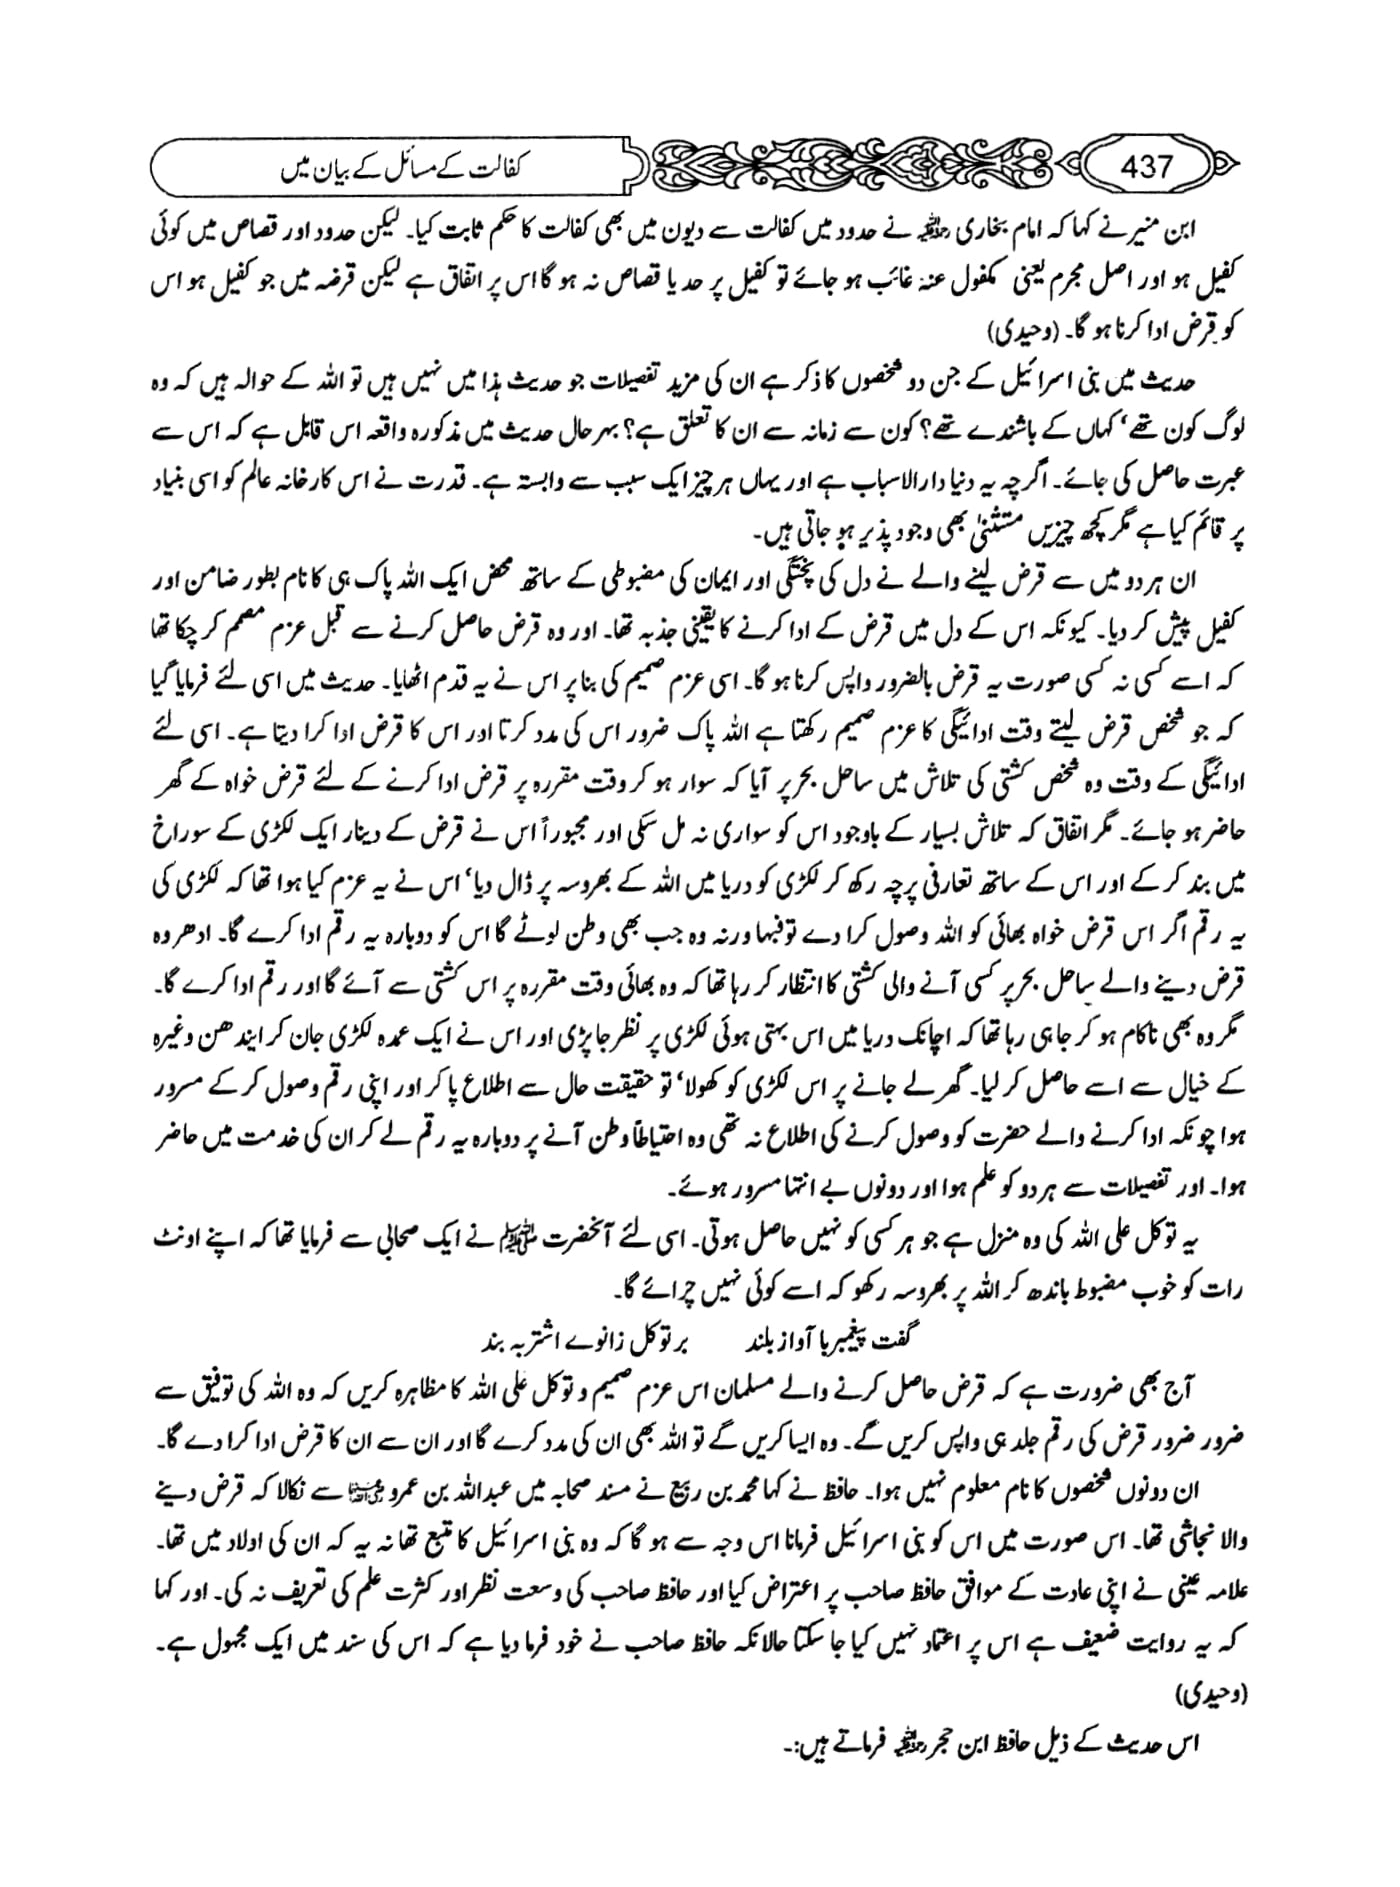 437
کفالت کے مسائل کے بیان میں
ابن منیر نے کہا کہ امام بخاری رحمۃ اللہ علیہ نے حدود میں کفالت سے دیون میں بھی کفالت کا حکم ثابت کیا۔ لیکن حدود اور قصاص میں کوئی
کفیل ہو اور اصل مجرم یعنی مکفول عنہ غائب ہو جائے تو کفیل پر حد یا قصاص نہ ہو گا اس پر اتفاق ہے لیکن قرضہ میں جو کفیل ہو اس
کو قرض ادا کرنا ہو گا۔ (وحیدی)
حدیث میں بنی اسرائیل کے جن دو شخصوں کا ذکر ہے ان کی مزید تفصیلات جو حدیث ہذا میں نہیں ہیں تو اللہ کے حوالہ ہیں کہ وہ
لوگ کون تھے‘ کہاں کے باشندے تھے؟ کون سے زمانہ سے ان کا تعلق ہے؟ بہرحال حدیث میں مذکورہ واقعہ اس قابل ہے کہ اس سے
عبرت حاصل کی جائے۔ اگرچہ یہ دنیا دارالاسباب ہے اور یہاں ہر چیز ایک سبب سے وابستہ ہے۔ قدرت نے اس کارخانہ عالم کو اسی بنیاد
پر قائم کیا ہے مگر کچھ چیزیں مستثنیٰ بھی وجود پذیر ہو جاتی ہیں۔
ان ہر دو میں سے قرض لینے والے نے دل کی پختگی اور ایمان کی مضبوطی کے ساتھ محض ایک اللہ پاک ہی کا نام بطور ضامن اور
کفیل پیش کر دیا۔ کیونکہ اس کے دل میں قرض کے ادا کرنے کا یقینی جذبہ تھا۔ اور وہ قرض حاصل کرنے سے قبل عزم مصمم کر چکا تھا
کہ اسے کسی نہ کسی صورت یہ قرض بالضرور واپس کرنا ہو گا۔ اسی عزم صمیم کی بنا پر اس نے یہ قدم اٹھایا۔ حدیث میں اسی لئے فرمایا گیا
کہ جو شخص قرض لیتے وقت ادائیگی کا عزم صمیم رکھتا ہے اللہ پاک ضرور اس کی مدد کرتا اور اس کا قرض ادا کرا دیتا ہے۔ اسی لئے
ادائیگی کے وقت وہ شخص کشتی کی تلاش میں ساحل بحر پر آیا کہ سوار ہو کر وقت مقررہ پر قرض ادا کرنے کے لئے قرض خواہ کے گھر
حاضر ہو جائے۔ مگر اتفاق کہ تلاش بسیار کے باوجود اس کو سواری نہ مل سکی اور مجبوراً اس نے قرض کے دینار ایک لکڑی کے سوراخ
میں بند کر کے اور اس کے ساتھ تعارفی پرچہ رکھ کر لکڑی کو دریا میں اللہ کے بھروسہ پر ڈال دیا‘ اس نے یہ عزم کیا ہوا تھا کہ لکڑی کی
یہ رقم اگر اس قرض خواہ بھائی کو اللہ وصول کرا دے تو فبہا ورنہ وہ جب بھی وطن لوٹے گا اس کو دوبارہ یہ رقم ادا کرے گا۔ ادھر وہ
قرض دینے والے ساحل بحر پر کسی آنے والی کشتی کا انتظار کر رہا تھا کہ وہ بھائی وقت مقررہ پر اس کشتی سے آئے گا اور رقم ادا کرے گا۔
مگر وہ بھی ناکام ہو کر جا ہی رہا تھا کہ اچانک دریا میں اس بہتی ہوئی لکڑی پر نظر جا پڑی اور اس نے ایک عمدہ لکڑی جان کر ایندھن وغیرہ
کے خیال سے اسے حاصل کر لیا۔ گھر لے جانے پر اس لکڑی کو کھولا‘ تو حقیقت حال سے اطلاع پا کر اور اپنی رقم وصول کر کے مسرور
ہوا چونکہ ادا کرنے والے حضرت کو وصول کرنے کی اطلاع نہ تھی وہ احتیاطاً وطن آنے پر دوبارہ یہ رقم لے کر ان کی خدمت میں حاضر
ہوا۔ اور تفصیلات سے ہر دو کو علم ہوا اور دونوں بے انتہا مسرور ہوئے۔
یہ توکل علی اللہ کی وہ منزل ہے جو ہر کسی کو نہیں حاصل ہوتی۔ اسی لئے آنحضرت ﷺ نے ایک صحابی سے فرمایا تھا کہ اپنے اونٹ
رات کو خوب مضبوط باندھ کر اللہ پر بھروسہ رکھو کہ اسے کوئی نہیں چرائے گا۔
گفت پیغمبر با آواز بلند بر توکل زانوے اشتر بہ بند
آج بھی ضرورت ہے کہ قرض حاصل کرنے والے مسلمان اس عزم صمیم و توکل علی اللہ کا مظاہرہ کریں کہ وہ اللہ کی توفیق سے
ضرور ضرور قرض کی رقم جلد ہی واپس کریں گے۔ وہ ایسا کریں گے تو اللہ بھی ان کی مدد کرے گا اور ان سے ان کا قرض ادا کرا دے گا۔
ان دونوں شخصوں کا نام معلوم نہیں ہوا۔ حافظ نے کہا محمد بن ربیع نے مسند صحابہ میں عبداللہ بن عمرو رضی اللہ عنہما سے نکالا کہ قرض دینے
والا نجاشی تھا۔ اس صورت میں اس کو بنی اسرائیل فرمانا اس وجہ سے ہو گا کہ وہ بنی اسرائیل کا متبع تھا نہ یہ کہ ان کی اولاد میں تھا۔
علامہ عینی نے اپنی عادت کے موافق حافظ صاحب پر اعتراض کیا اور حافظ صاحب کی وسعت نظر اور کثرت علم کی تعریف نہ کی۔ اور کہا
کہ یہ روایت ضعیف ہے اس پر اعتماد نہیں کیا جا سکتا حالانکہ حافظ صاحب نے خود فرما دیا ہے کہ اس کی سند میں ایک مجہول ہے۔
(وحیدی)
اس حدیث کے ذیل حافظ ابن حجر رحمۃ اللہ علیہ فرماتے ہیں:۔